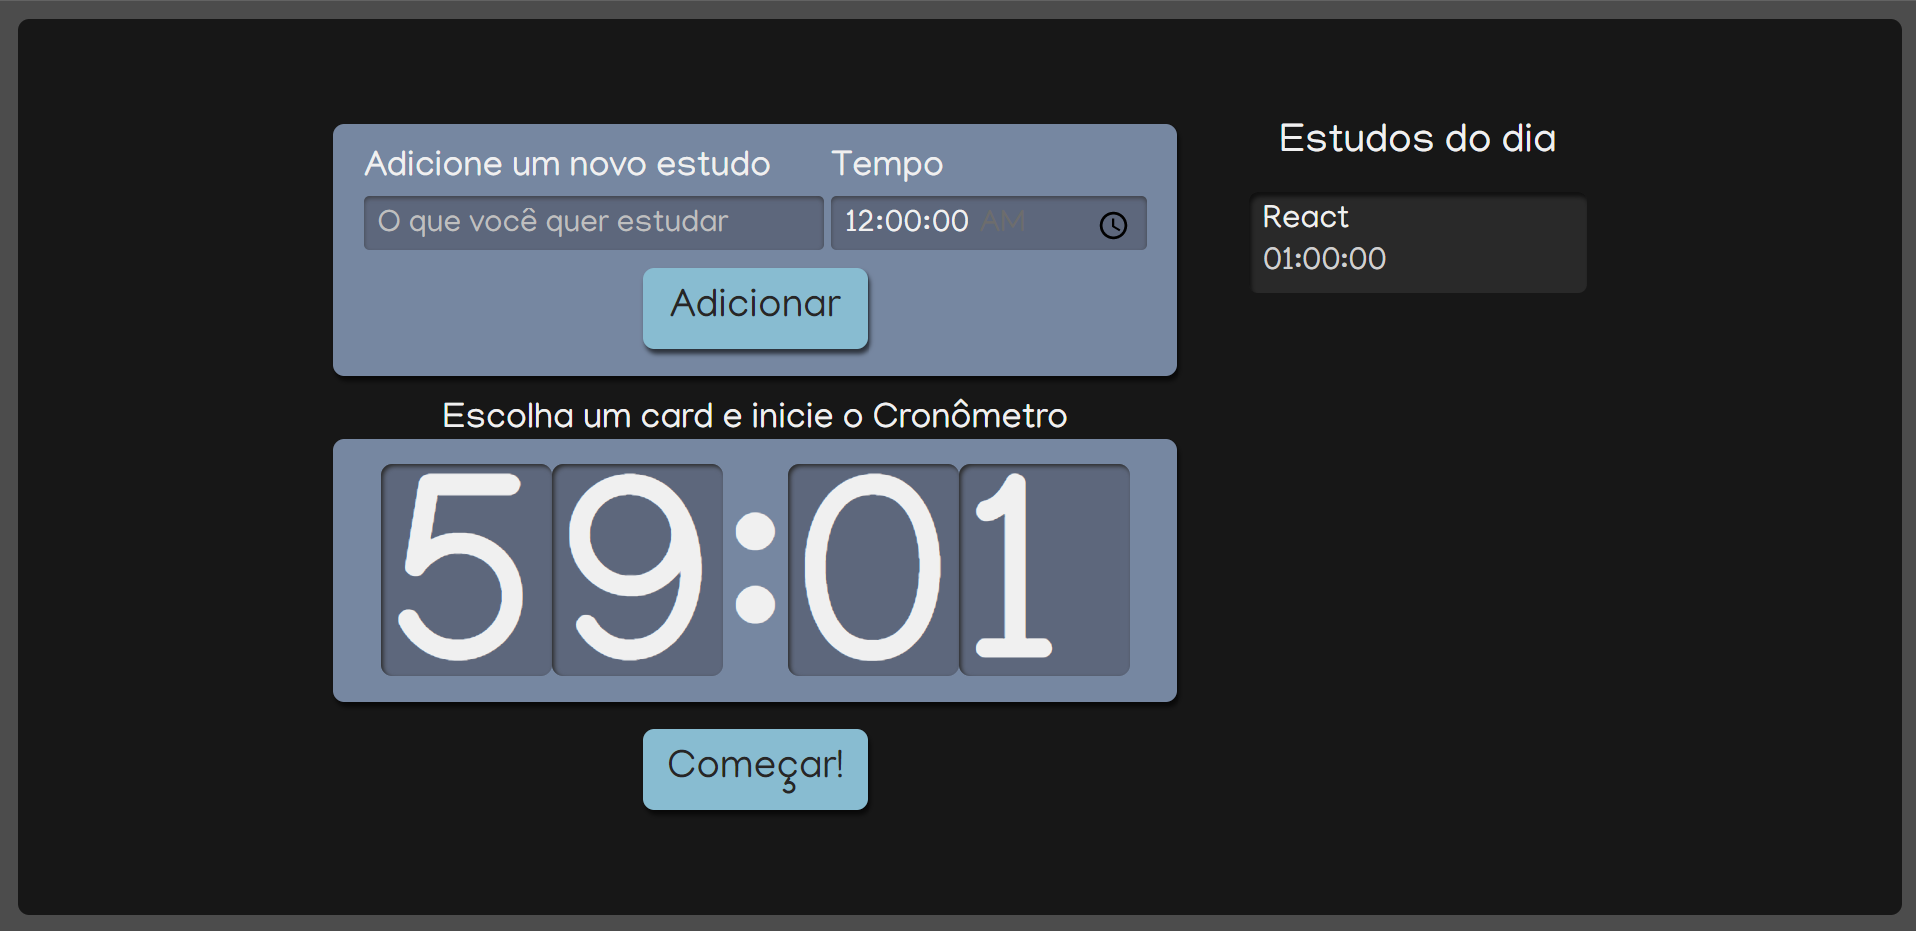 Adicione um novo estudo
Tempo
O que você quer estudar
12:00:00 AM
Adicionar
Escolha um card e inicie o Cronômetro
59:01
Começar!
Estudos do dia
React
01:00:00